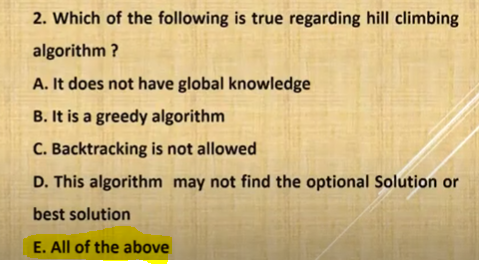 2. Which of the following is true regarding hill climbing
algorithm ?
A. It does not have global knowledge
B. It is a greedy algorithm
C. Backtracking is not allowed
D. This algorithm may not find the optional Solution or
best solution
E. All of the above